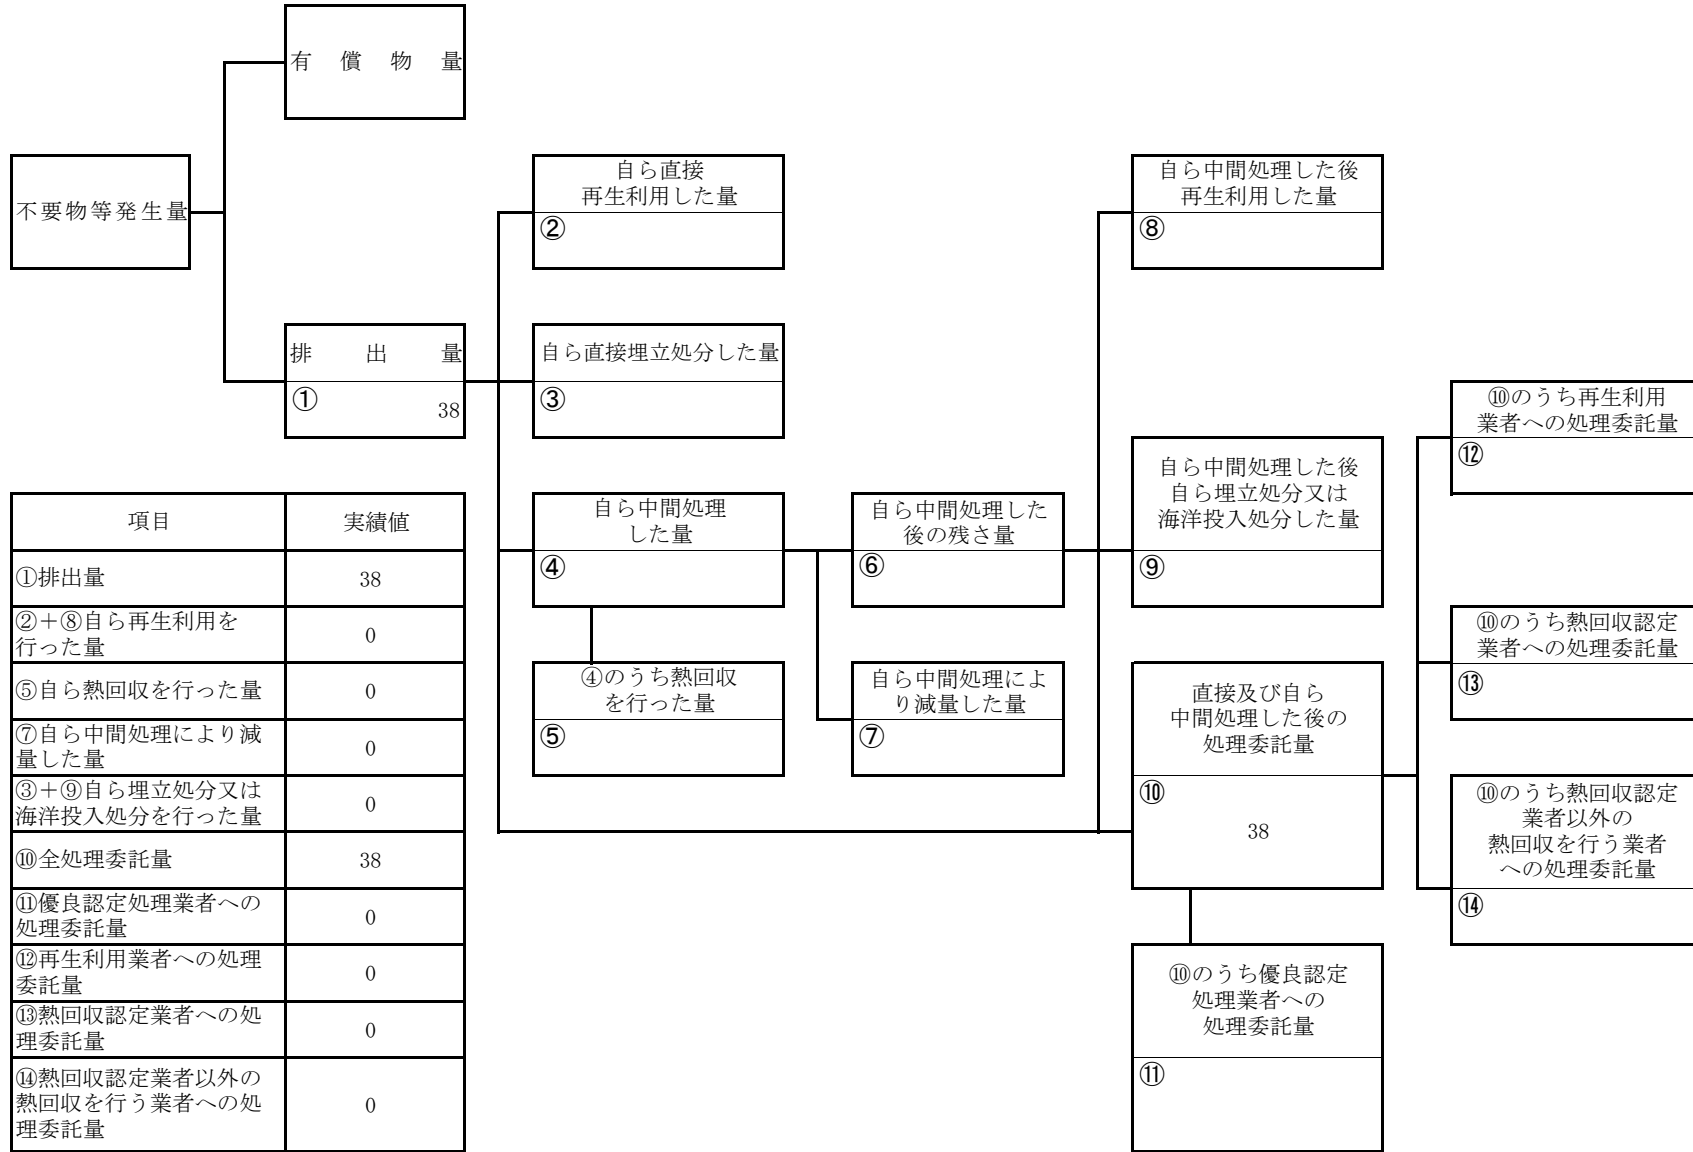 有償物量
不要物等発生量
自ら直接
再生利用した量
②
自ら中間処理した後
再生利用した量
⑧
排出量
①
38
自ら直接埋立処分した量
③
⑩のうち再生利用
業者への処理委託量
⑫
自ら中間処理
した量
④
自ら中間処理した
後の残さ量
⑥
自ら中間処理した後
自ら埋立処分又は
海洋投入処分した量
⑨
⑩のうち熱回収認定
業者への処理委託量
⑬
④のうち熱回収
を行った量
⑤
自ら中間処理によ
り減量した量
⑦
直接及び自ら
中間処理した後の
処理委託量
⑩
38
⑩のうち熱回収認定
業者以外の
熱回収を行う業者
への処理委託量
⑭
⑩のうち優良認定
処理業者への
処理委託量
⑪
項目 実績値
①排出量 38
②+⑧自ら再生利用を
行った量 0
⑤自ら熱回収を行った量 0
⑦自ら中間処理により減
量した量 0
③+⑨自ら埋立処分又は
海洋投入処分を行った量 0
⑩全処理委託量 38
⑪優良認定処理業者への
処理委託量 0
⑫再生利用業者への処理
委託量 0
⑬熱回収認定業者への処
理委託量 0
⑭熱回収認定業者以外の
熱回収を行う業者への処 0
理委託量